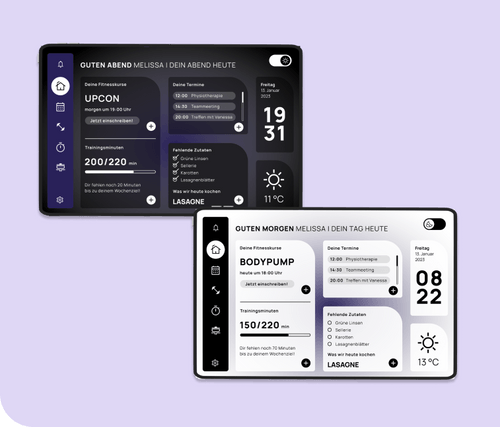 GUTEN ABEND MELISSA | DEIN ABEND HEUTE
Deine Fitnesskurse
UPCON
morgen um 19:00 Uhr
Jetzt einschreiben!
Trainingsminuten
200/220 min
Dir fehlen noch 20 Minuten
bis zu deinem Wochenziel!
Deine Termine
12:00 Physiotherapie
14:30 Teammeeting
20:00 Treffen mit Vanessa
Fehlende Zutaten
Grüne Linsen
Sellerie
Karotten
Lasagnenblätter
Was wir heute kochen
LASAGNE
Freitag
13. Januar
2023
19
31
11 °C
GUTEN MORGEN MELISSA | DEIN TAG HEUTE
Deine Fitnesskurse
BODYPUMP
heute um 18:00 Uhr
Jetzt einschreiben!
Trainingsminuten
150/220 min
Dir fehlen noch 70 Minuten
bis zu deinem Wochenziel!
Deine Termine
12:00 Physiotherapie
14:30 Teammeeting
20:00 Treffen mit Vanessa
Fehlende Zutaten
Grüne Linsen
Sellerie
Karotten
Lasagnenblätter
Was wir heute kochen
LASAGNE
Freitag
13. Januar
2023
08
22
13 °C